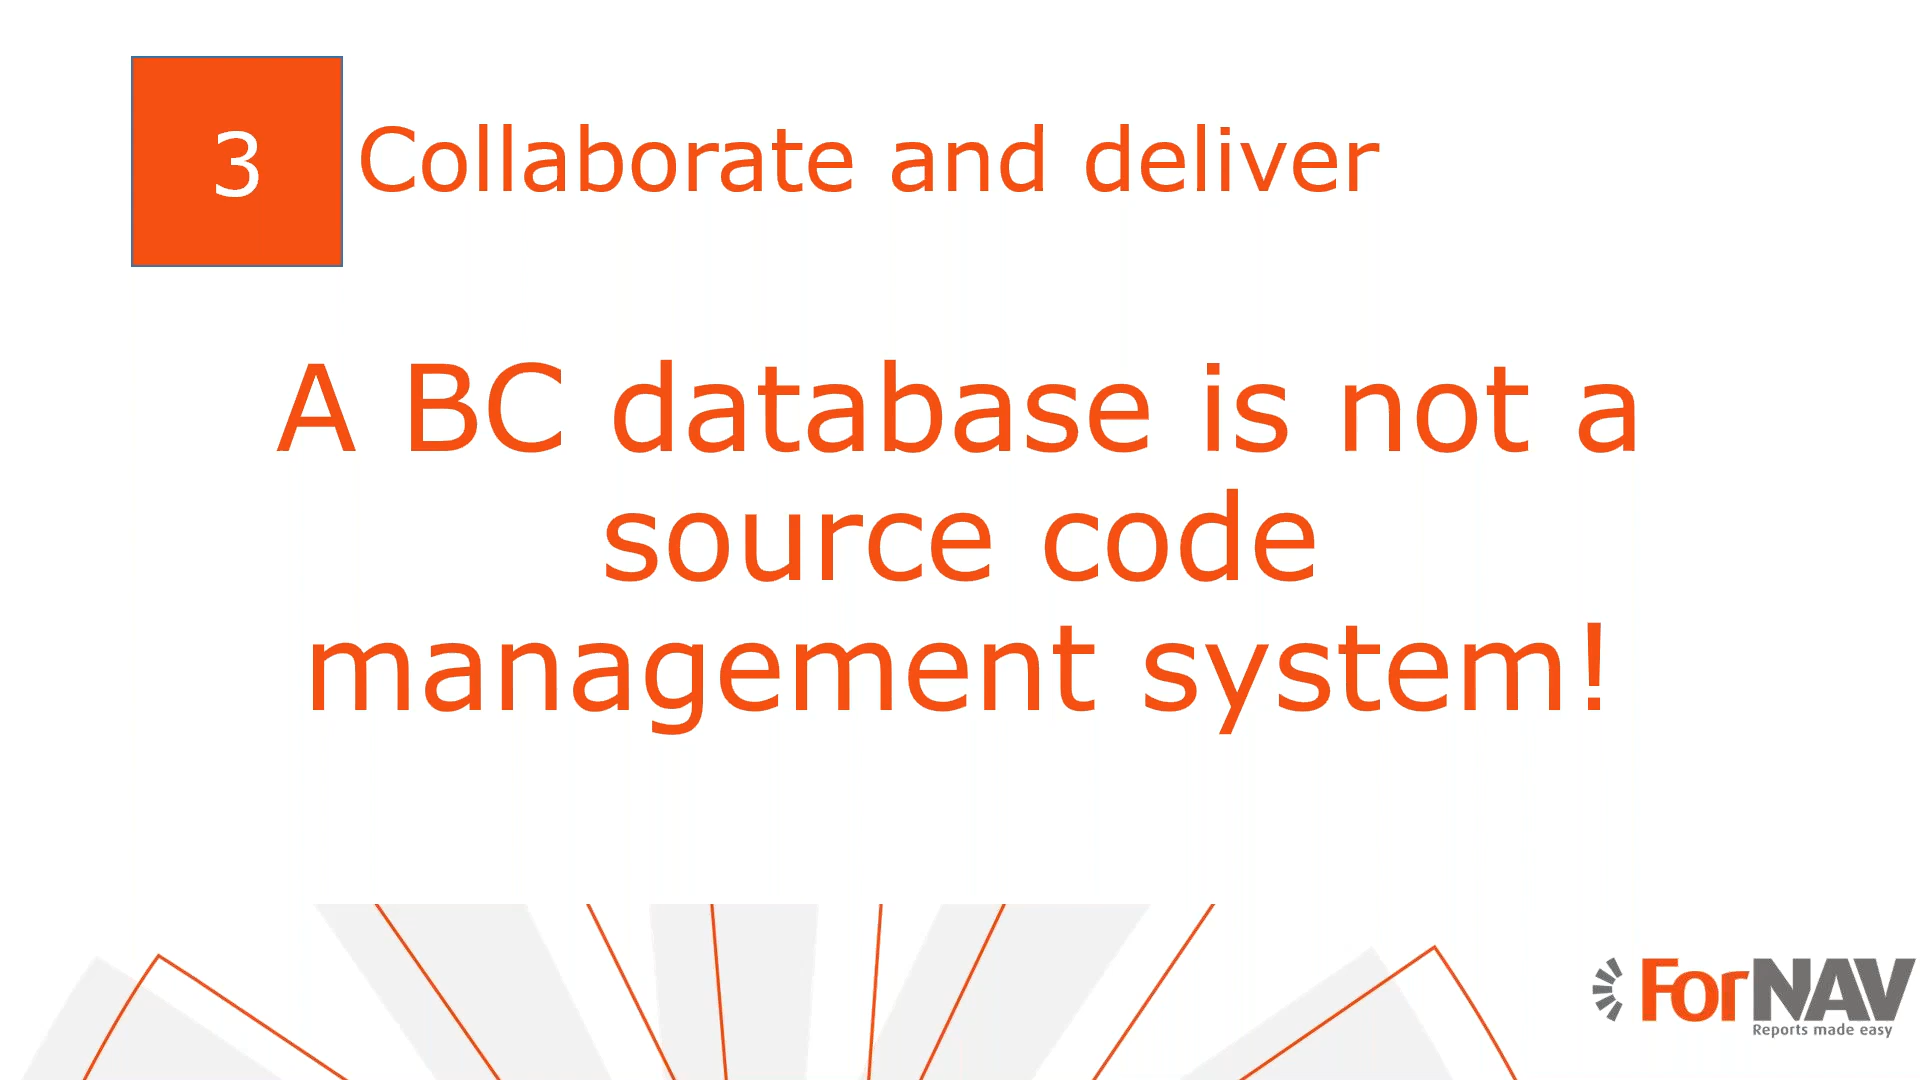 3
Collaborate and deliver
A BC database is not a
source code
management system!
ForNAV
Reports made easy